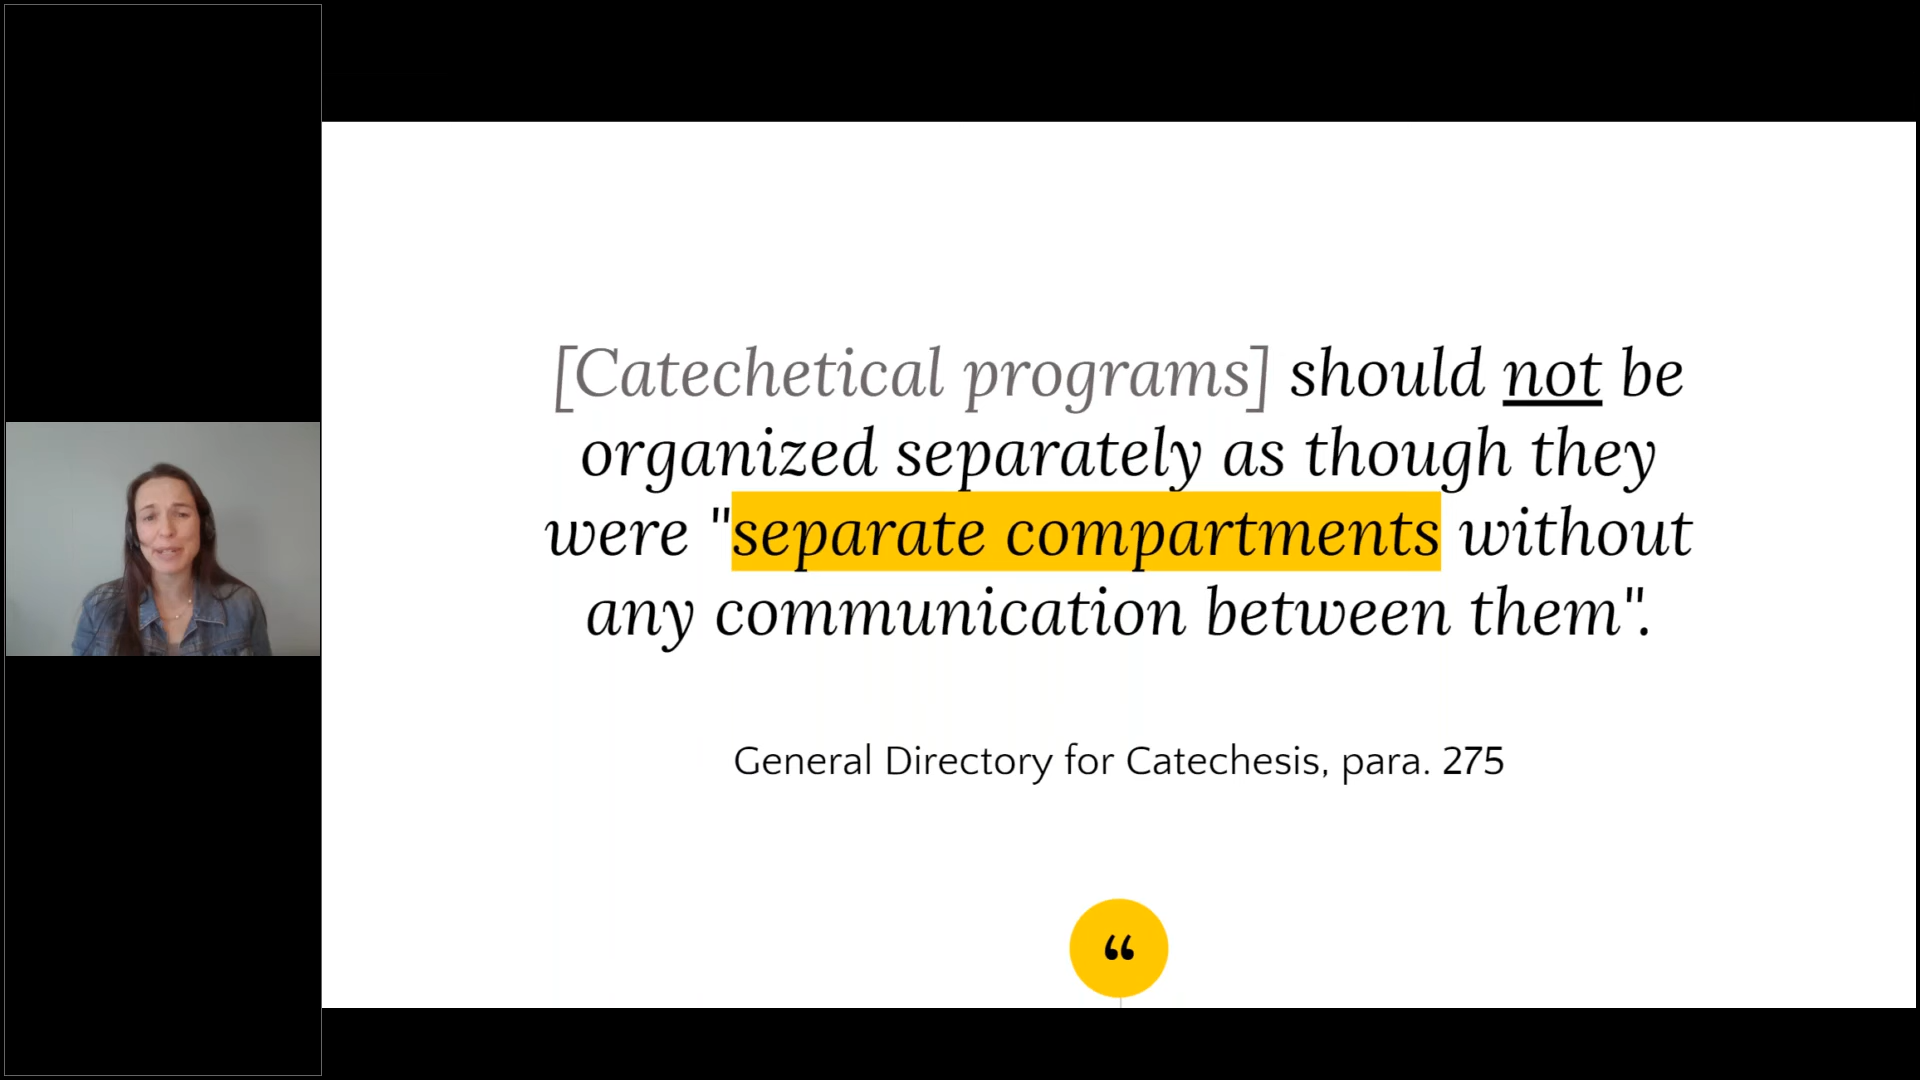 [Catechetical programs] should not be
organized separately as though they
were "separate compartments without
any communication between them".
General Directory for Catechesis, para. 275
“